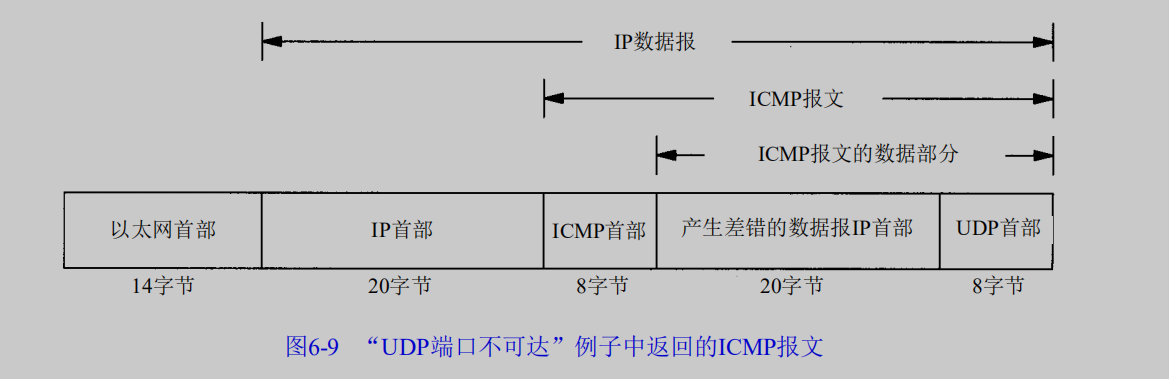 IP数据报
ICMP报文
ICMP报文的数据部分
以太网首部 IP首部 ICMP首部 产生差错的数据报IP首部 UDP首部
14字节 20字节 8字节 20字节 8字节
图6-9 “UDP端口不可达”例子中返回的ICMP报文